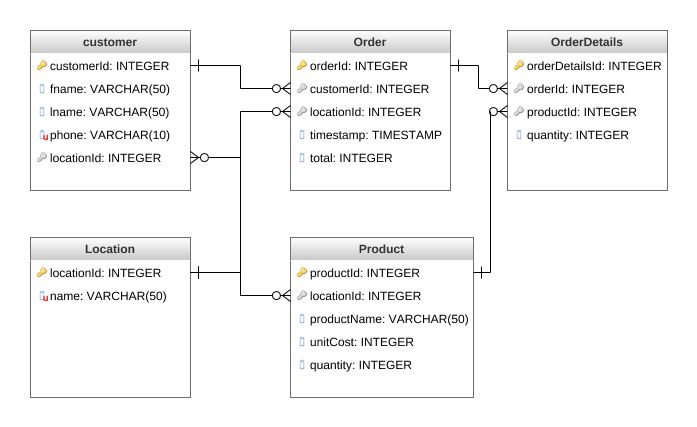 customer
customerId: INTEGER
fname: VARCHAR(50)
lname: VARCHAR(50)
phone: VARCHAR(10)
locationId: INTEGER
Order
orderId: INTEGER
customerId: INTEGER
locationId: INTEGER
timestamp: TIMESTAMP
total: INTEGER
OrderDetails
orderDetailsId: INTEGER
orderId: INTEGER
productId: INTEGER
quantity: INTEGER
Location
locationId: INTEGER
name: VARCHAR(50)
Product
productId: INTEGER
locationId: INTEGER
productName: VARCHAR(50)
unitCost: INTEGER
quantity: INTEGER